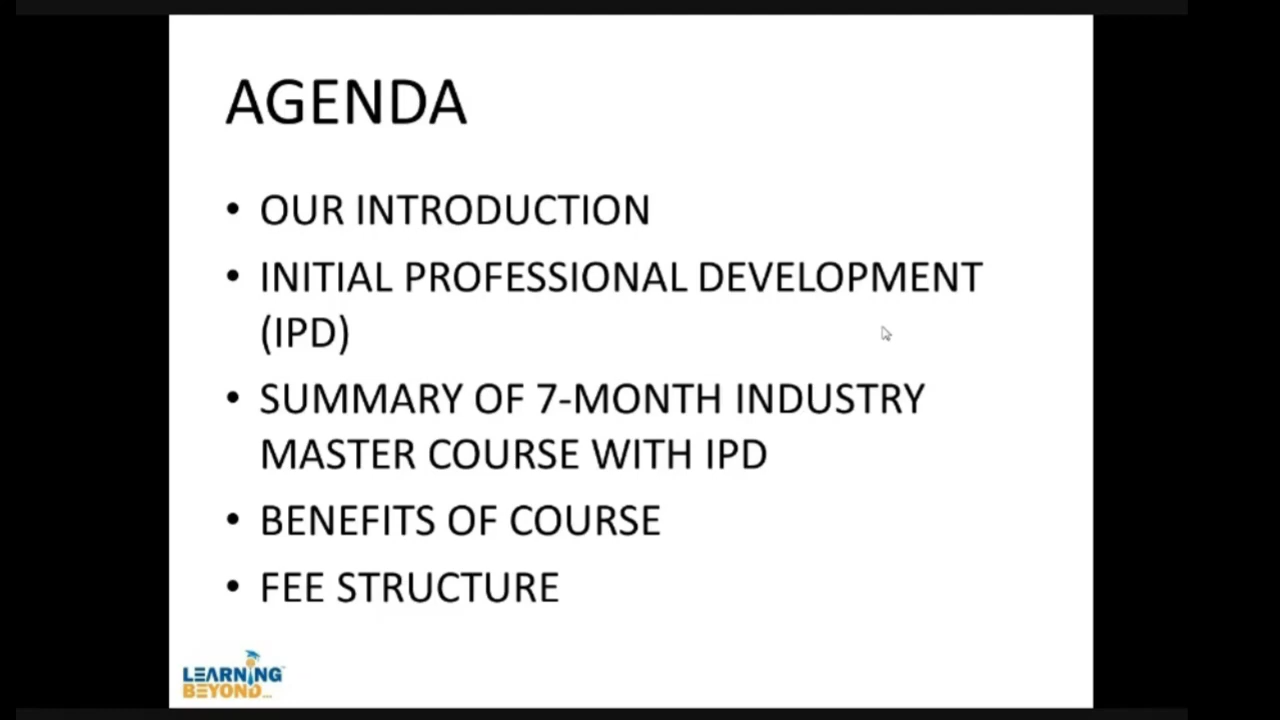 AGENDA
• OUR INTRODUCTION
• INITIAL PROFESSIONAL DEVELOPMENT
(IPD)
• SUMMARY OF 7-MONTH INDUSTRY
MASTER COURSE WITH IPD
• BENEFITS OF COURSE
• FEE STRUCTURE
LEARNING
BEYOND...